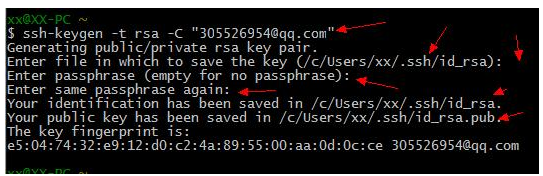 xx@XX-PC ~
$ ssh-keygen -t rsa -C "305526954@qq.com"
Generating public/private rsa key pair.
Enter file in which to save the key (/c/Users/xx/.ssh/id_rsa):
Enter passphrase (empty for no passphrase):
Enter same passphrase again:
Your identification has been saved in /c/Users/xx/.ssh/id_rsa.
Your public key has been saved in /c/Users/xx/.ssh/id_rsa.pub.
The key fingerprint is:
e5:04:74:32:e9:12:d0:c2:4a:89:55:00:aa:0d:0c:ce 305526954@qq.com
xx@XX-PC ~